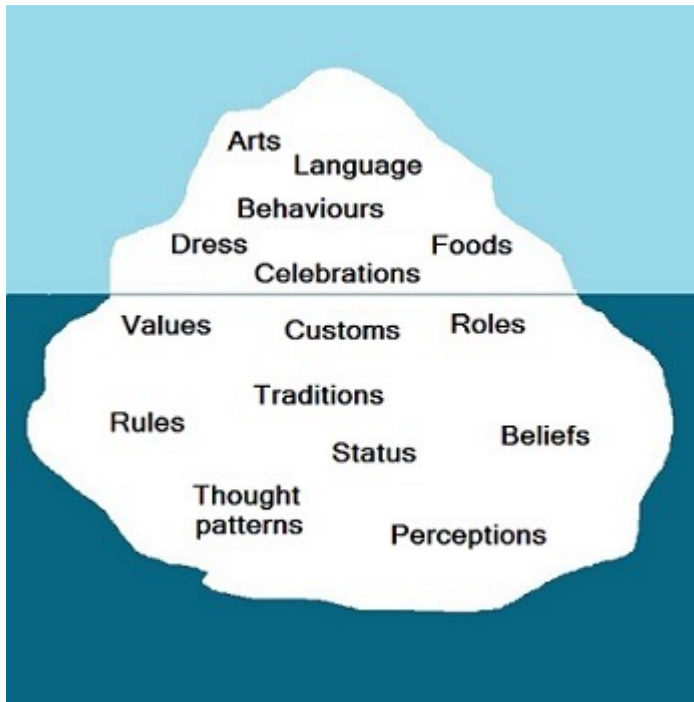 Arts
Language
Behaviours
Dress
Foods
Celebrations
Values
Customs
Roles
Traditions
Rules
Beliefs
Status
Thought
patterns
Perceptions